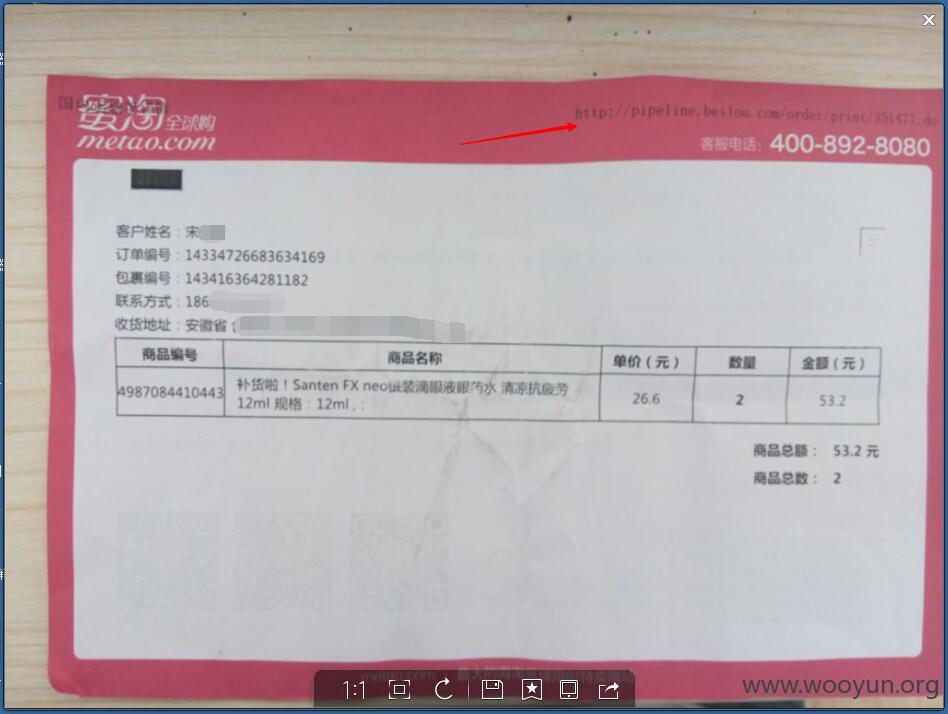 蜜淘全球购
metao.com
http://pipeline.beilou.com/order/print/351477.do
客服电话：400-892-8080
客户姓名：宋
订单编号：14334726683634169
包裹编号：143416364281182
联系方式：186
收货地址：安徽省
商品编号 商品名称 单价（元） 数量 金额（元）
4987084410443 补货啦！Santen FX neo银装滴眼液眼药水 清凉抗疲劳 26.6 2 53.2
12ml 规格：12ml , :
商品总额： 53.2 元
商品总数： 2
metao.com
1:1
www.wooyun.org